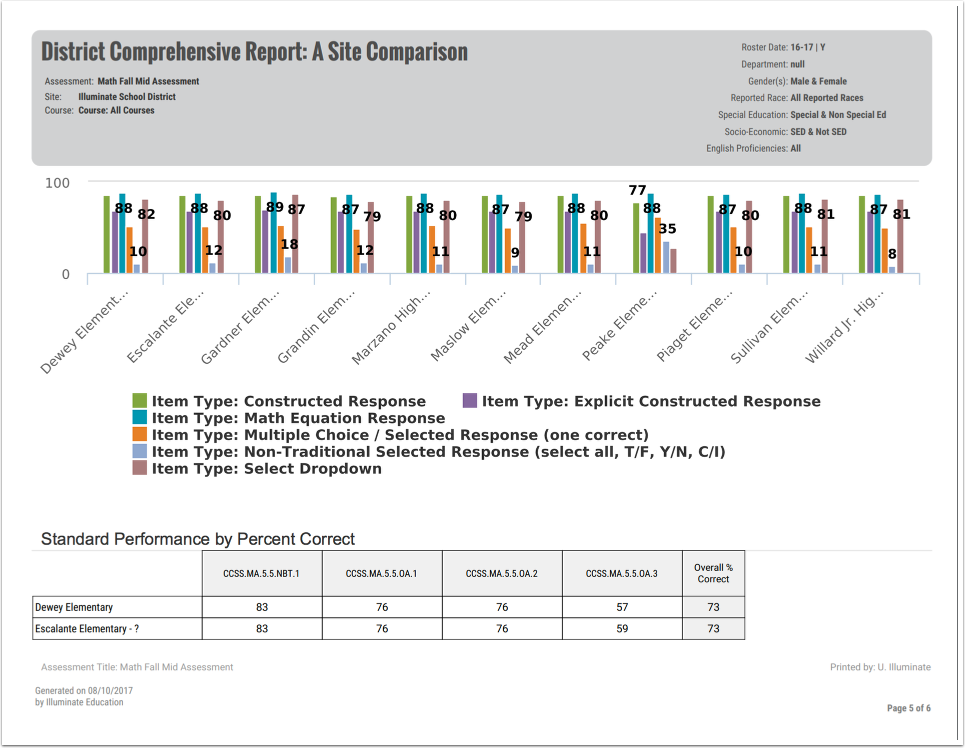 District Comprehensive Report: A Site Comparison
Assessment: Math Fall Mid Assessment
Site: Illuminate School District
Course: Course: All Courses
Roster Date: 16-17 | Y
Department: null
Gender(s): Male & Female
Reported Race: All Reported Races
Special Education: Special & Non Special Ed
Socio-Economic: SED & Not SED
English Proficiencies: All
100
0
88 82 10
88 80 12
89 87 18
87 79 12
88 80 11
87 79 9
88 80 11
77 88 35
87 80 10
88 81 11
87 81 8
Dewey Element...
Escalante Ele...
Gardner Elem...
Grandin Elem...
Marzano High...
Maslow Elem...
Mead Elemen...
Peake Eleme...
Piaget Eleme...
Sullivan Elem...
Willard Jr. Hig...
Item Type: Constructed Response Item Type: Explicit Constructed Response
Item Type: Math Equation Response
Item Type: Multiple Choice / Selected Response (one correct)
Item Type: Non-Traditional Selected Response (select all, T/F, Y/N, C/I)
Item Type: Select Dropdown
Standard Performance by Percent Correct
CCSS.MA.5.5.NBT.1 CCSS.MA.5.5.OA.1 CCSS.MA.5.5.OA.2 CCSS.MA.5.5.OA.3 Overall % Correct
Dewey Elementary 83 76 76 57 73
Escalante Elementary - ? 83 76 76 59 73
Assessment Title: Math Fall Mid Assessment Printed by: U. Illuminate
Generated on 08/10/2017
by Illuminate Education
Page 5 of 6